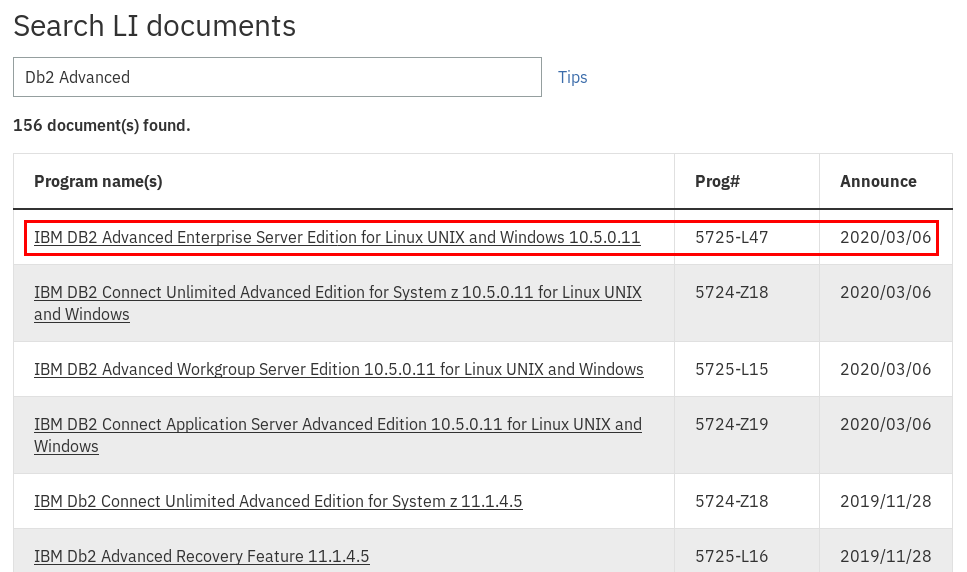 Search LI documents
Db2 Advanced
Tips
156 document(s) found.
Program name(s) Prog# Announce
IBM DB2 Advanced Enterprise Server Edition for Linux UNIX and Windows 10.5.0.11 5725-L47 2020/03/06
IBM DB2 Connect Unlimited Advanced Edition for System z 10.5.0.11 for Linux UNIX 5724-Z18 2020/03/06
and Windows
IBM DB2 Advanced Workgroup Server Edition 10.5.0.11 for Linux UNIX and Windows 5725-L15 2020/03/06
IBM DB2 Connect Application Server Advanced Edition 10.5.0.11 for Linux UNIX and 5724-Z19 2020/03/06
Windows
IBM Db2 Connect Unlimited Advanced Edition for System z 11.1.4.5 5724-Z18 2019/11/28
IBM Db2 Advanced Recovery Feature 11.1.4.5 5725-L16 2019/11/28